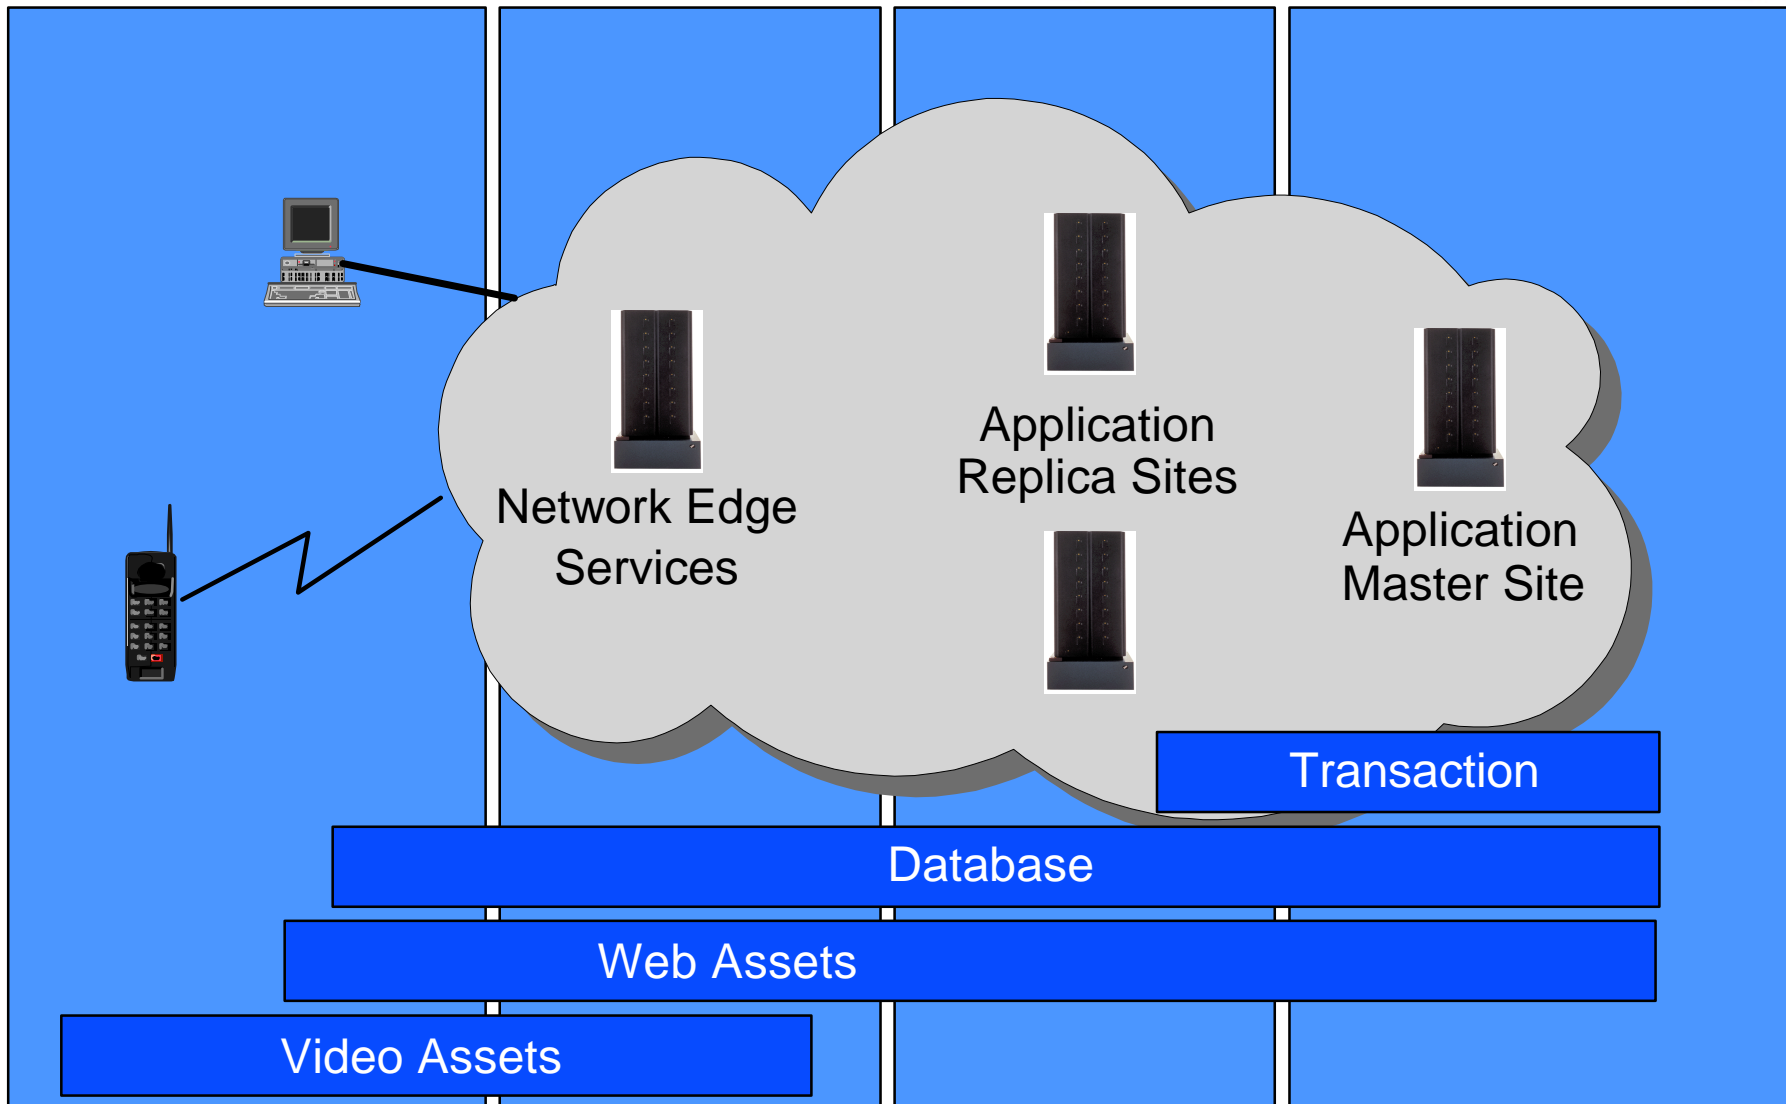 Application
Replica Sites
Network Edge
Services
Application
Master Site
Transaction
Database
Web Assets
Video Assets